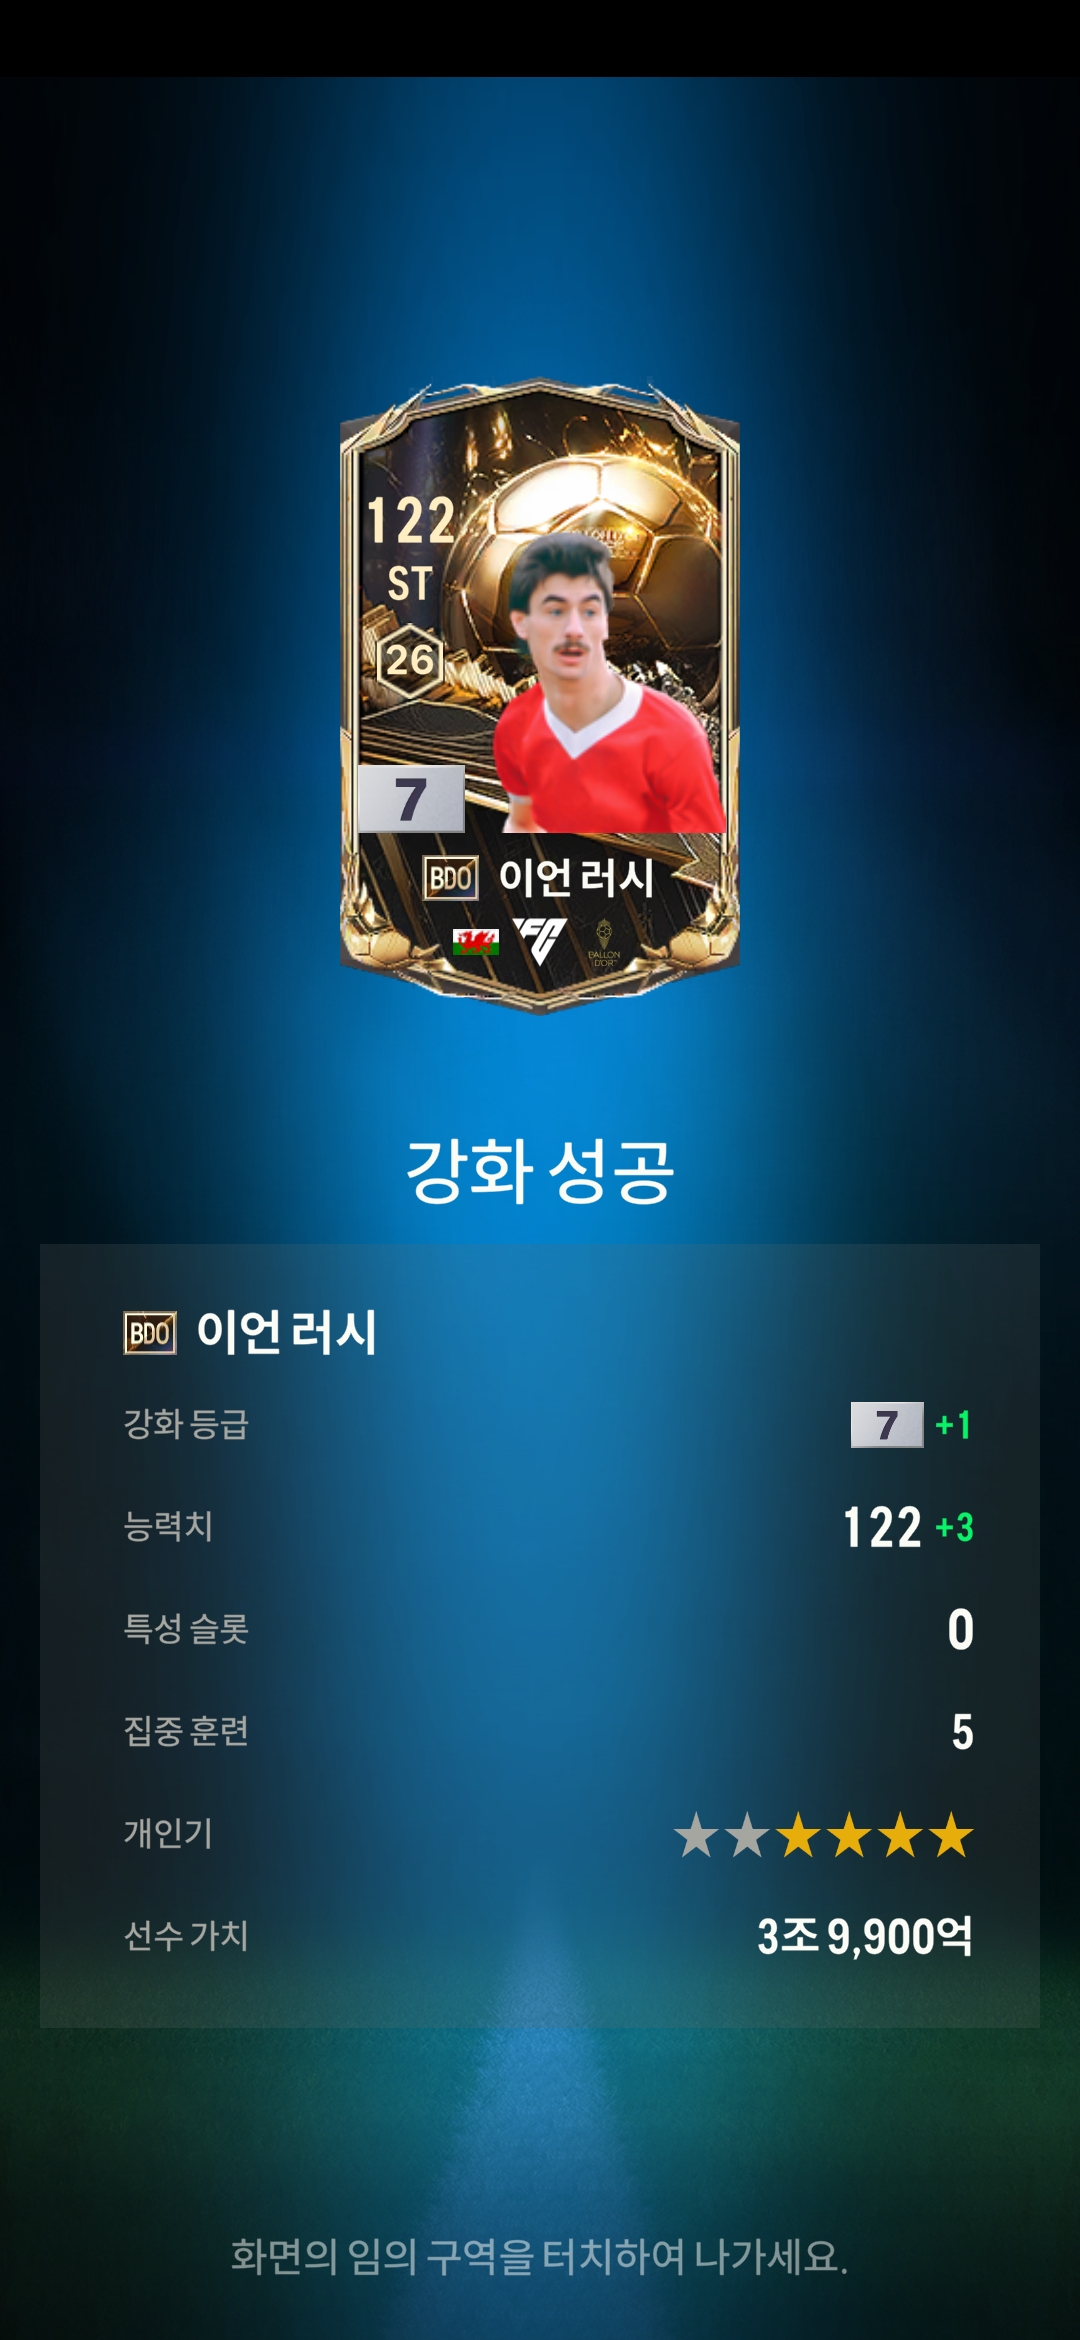 122
ST
26
7
BDO 이언 러시
FC
BALLON
D'OR
강화 성공
BDO 이언 러시
강화 등급 7 +1
능력치 122 +3
특성 슬롯 0
집중 훈련 5
개인기 ★★★★★★
선수 가치 3조 9,900억
화면의 임의 구역을 터치하여 나가세요.